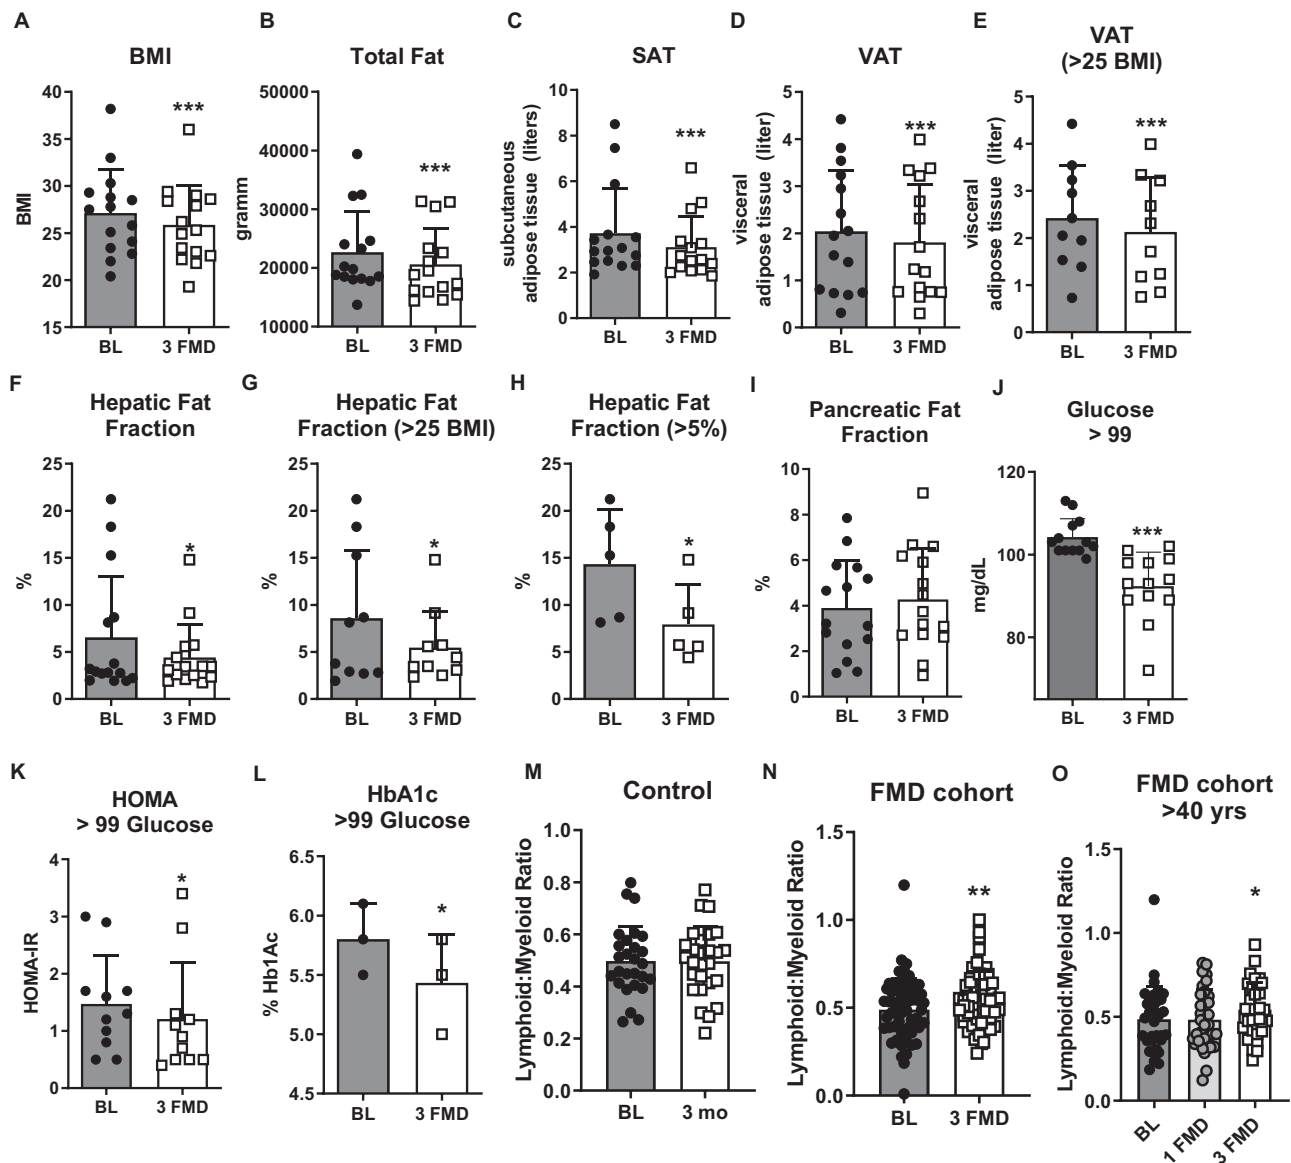 A
BMI
BMI
40
35
30
25
20
15
***
BL
3 FMD
B
Total Fat
gramm
50000
40000
30000
20000
10000
***
BL
3 FMD
C
SAT
subcutaneous
adipose tissue (liters)
10
8
6
4
2
0
***
BL
3 FMD
D
VAT
visceral
adipose tissue (liter)
5
4
3
2
1
0
***
BL
3 FMD
E
VAT
(>25 BMI)
visceral
adipose tissue (liter)
5
4
3
2
1
0
***
BL
3 FMD
F
Hepatic Fat
Fraction
%
25
20
15
10
5
0
*
BL
3 FMD
G
Hepatic Fat
Fraction (>25 BMI)
%
25
20
15
10
5
0
*
BL
3 FMD
H
Hepatic Fat
Fraction (>5%)
%
25
20
15
10
5
0
*
BL
3 FMD
I
Pancreatic Fat
Fraction
%
10
8
6
4
2
0
BL
3 FMD
J
Glucose
> 99
mg/dL
120
100
80
***
BL
3 FMD
K
HOMA
> 99 Glucose
HOMA-IR
4
3
2
1
0
*
BL
3 FMD
L
HbA1c
>99 Glucose
% Hb1Ac
6.5
6.0
5.5
5.0
4.5
*
BL
3 FMD
M
Control
Lymphoid:Myeloid Ratio
1.0
0.8
0.6
0.4
0.2
0.0
BL
3 mo
N
FMD cohort
Lymphoid:Myeloid Ratio
1.5
1.0
0.5
0.0
**
BL
3 FMD
O
FMD cohort
>40 yrs
Lymphoid:Myeloid Ratio
1.5
1.0
0.5
0.0
*
BL
1 FMD
3 FMD